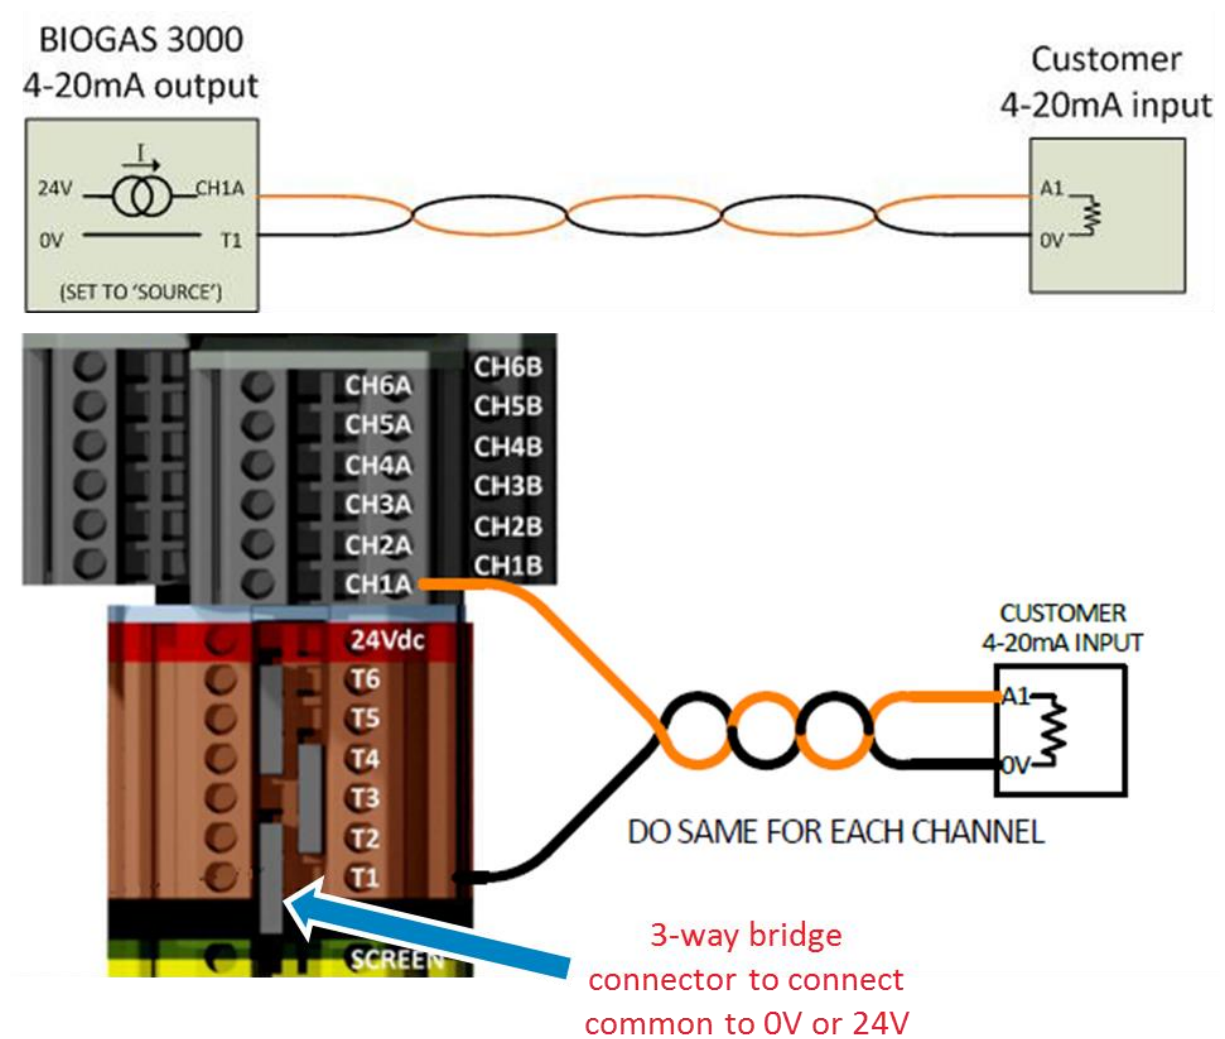 BIOGAS 3000
4-20mA output
Customer
4-20mA input
I
24V
CH1A
0V
T1
(SET TO 'SOURCE')
A1
0V
CH6A
CH5A
CH4A
CH3A
CH2A
CH1A
CH6B
CH5B
CH4B
CH3B
CH2B
CH1B
24Vdc
T6
T5
T4
T3
T2
T1
SCREEN
CUSTOMER
4-20mA INPUT
A1
0V
DO SAME FOR EACH CHANNEL
3-way bridge
connector to connect
common to 0V or 24V